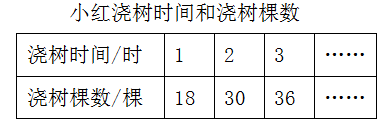 小红浇树时间和浇树棵数
浇树时间/时 1 2 3 ……
浇树棵数/棵 18 30 36 ……